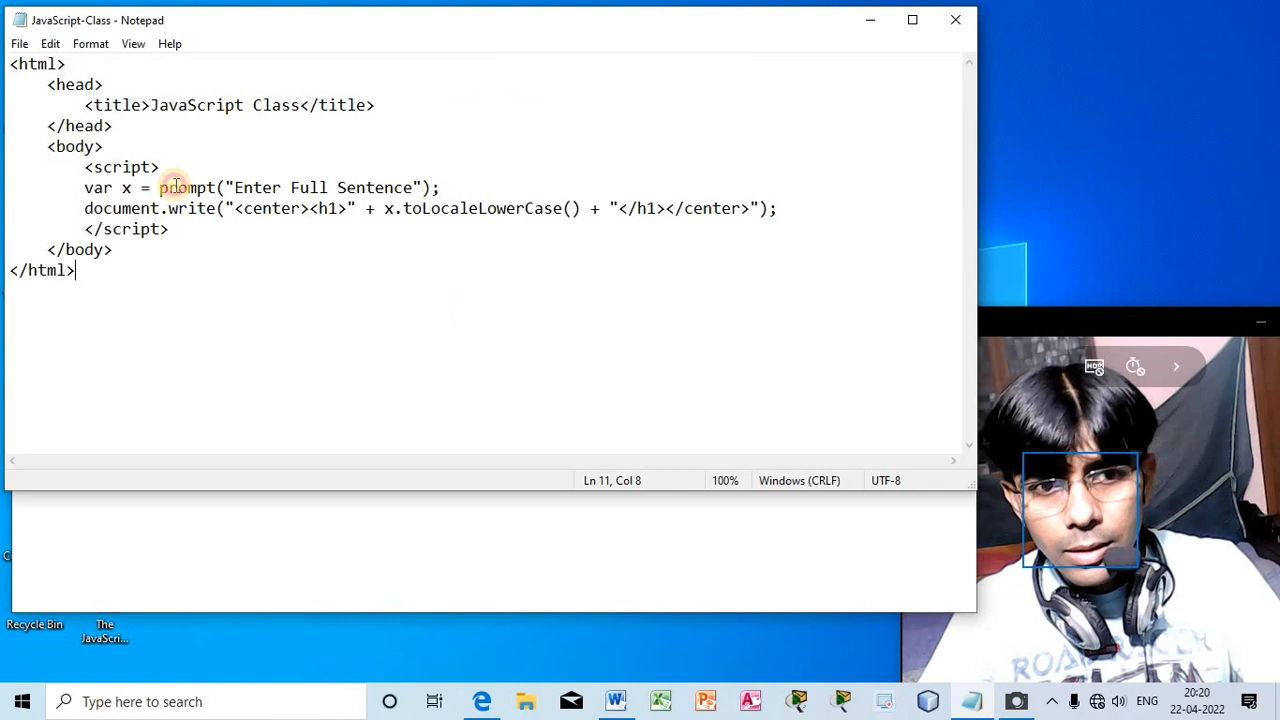 JavaScript-Class - Notepad
File Edit Format View Help
<html>
<head>
<title>JavaScript Class</title>
</head>
<body>
<script>
var x = prompt("Enter Full Sentence");
document.write("<center><h1>" + x.toLocaleLowerCase() + "</h1></center>");
</script>
</body>
</html>
Ln 11, Col 8 100% Windows (CRLF) UTF-8
HDR
ROAD
Recycle Bin
The
JavaScri...
Type here to search
ENG
20:20
22-04-2022